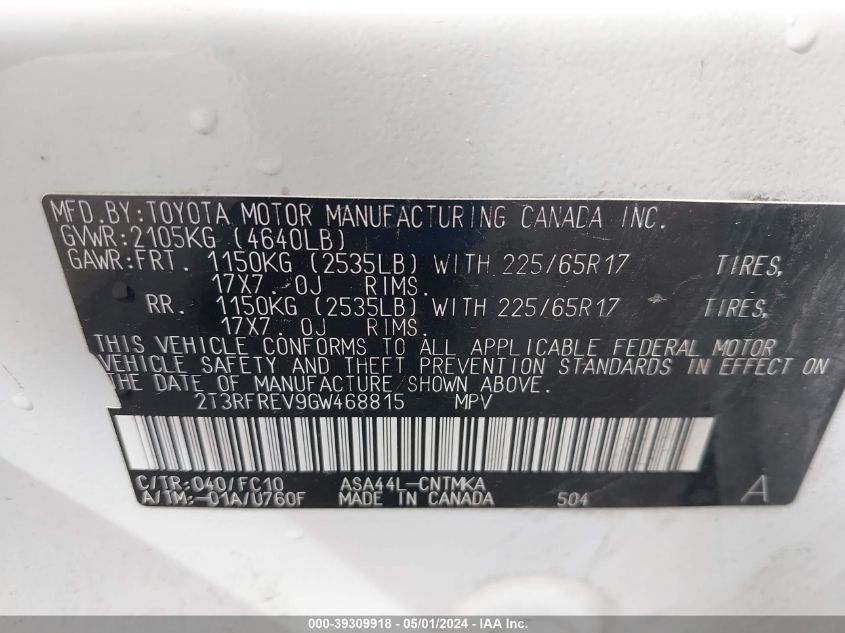 MFD.BY:TOYOTA MOTOR MANUFACTURING CANADA INC.
GVWR:2105KG (4640LB)
GAWR:FRT. 1150KG (2535LB) WITH 225/65R17 TIRES,
17X7.0J RIMS.
RR. 1150KG (2535LB) WITH 225/65R17 TIRES,
17X7.0J RIMS.
THIS VEHICLE CONFORMS TO ALL APPLICABLE FEDERAL MOTOR
VEHICLE SAFETY AND THEFT PREVENTION STANDARDS IN EFFECT ON
THE DATE OF MANUFACTURE SHOWN ABOVE.
2T3RFREV9GW468815 MPV
C/TR:040/FC10 ASA44L-CNTMKA
A/TM:-01A/U760F MADE IN CANADA 504 A
000-39309918 - 05/01/2024 - IAA Inc.